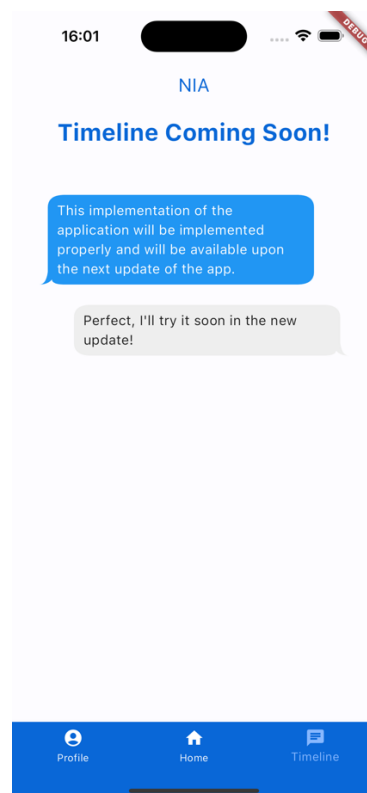 16:01
DEBUG
NIA
Timeline Coming Soon!
This implementation of the
application will be implemented
properly and will be available upon
the next update of the app.
Perfect, I'll try it soon in the new
update!
Profile
Home
Timeline